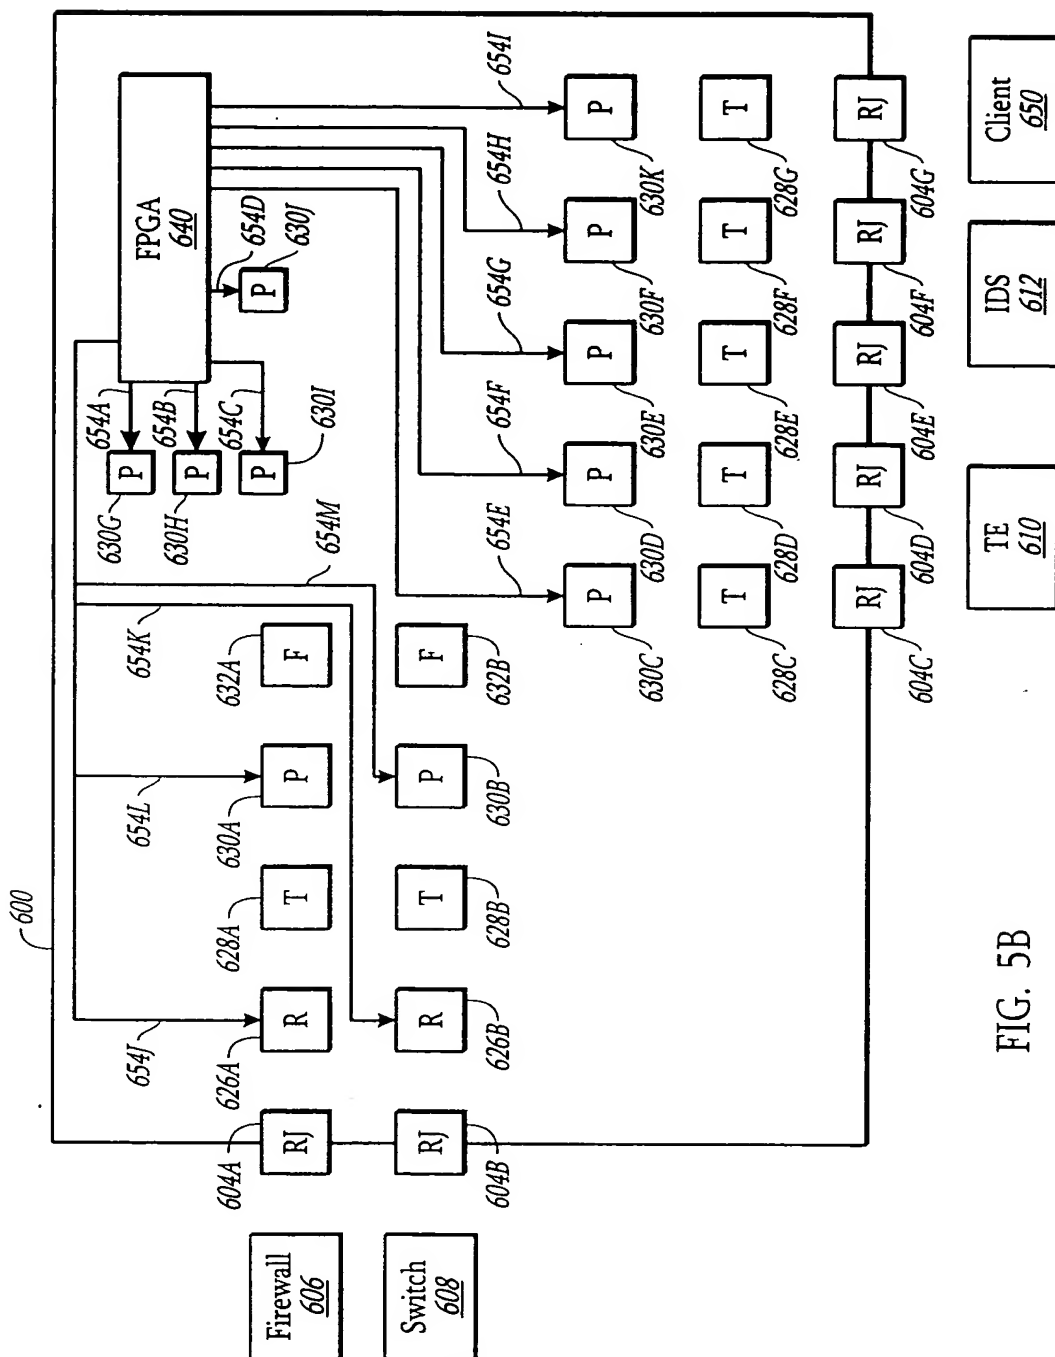 600
630G
654A
P
654J
654L
654K
FPGA
640
630H
654B
P
604A
626A
628A
630A
632A
654C
654D
Firewall
606
RJ
R
T
P
F
P
P
630I
630J
654M
Switch
608
RJ
R
T
P
F
604B
626B
628B
630B
632B
654E
654F
654G
654H
654I
P
P
P
P
P
630C
630D
630E
630F
630K
T
T
T
T
T
628C
628D
628E
628F
628G
RJ
RJ
RJ
RJ
RJ
604C
604D
604E
604F
604G
TE
610
IDS
612
Client
650
FIG. 5B